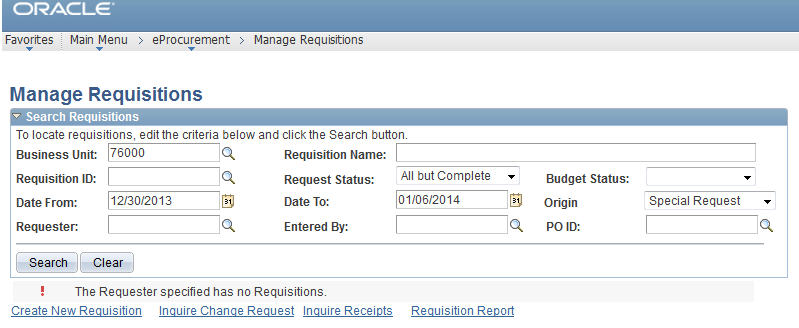 ORACLE
Favorites Main Menu > eProcurement > Manage Requisitions
Manage Requisitions
Search Requisitions
To locate requisitions, edit the criteria below and click the Search button.
Business Unit: 76000 Requisition Name:
Requisition ID: Request Status: All but Complete Budget Status:
Date From: 12/30/2013 31 Date To: 01/06/2014 31 Origin Special Request
Requester: Entered By: PO ID:
Search Clear
! The Requester specified has no Requisitions.
Create New Requisition Inquire Change Request Inquire Receipts Requisition Report